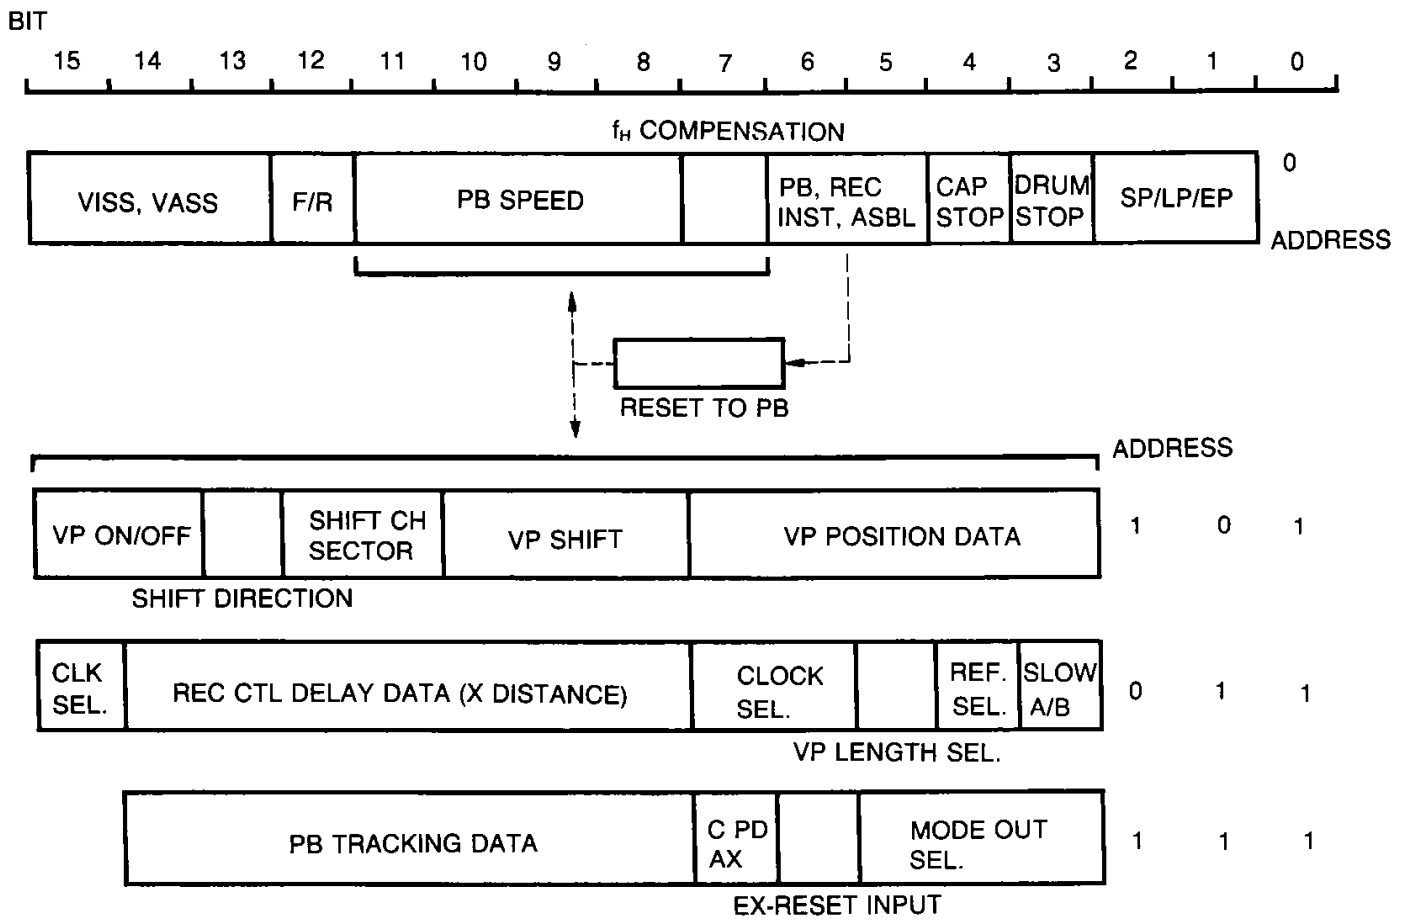 BIT
15 14 13 12 11 10 9 8 7 6 5 4 3 2 1 0
fH COMPENSATION
VISS, VASS
F/R
PB SPEED
PB, REC
INST, ASBL
CAP
STOP
DRUM
STOP
SP/LP/EP
0
ADDRESS
RESET TO PB
ADDRESS
VP ON/OFF
SHIFT CH
SECTOR
VP SHIFT
VP POSITION DATA
1 0 1
SHIFT DIRECTION
CLK
SEL.
REC CTL DELAY DATA (X DISTANCE)
CLOCK
SEL.
REF.
SEL.
SLOW
A/B
0 1 1
VP LENGTH SEL.
PB TRACKING DATA
C PD
AX
MODE OUT
SEL.
1 1 1
EX-RESET INPUT